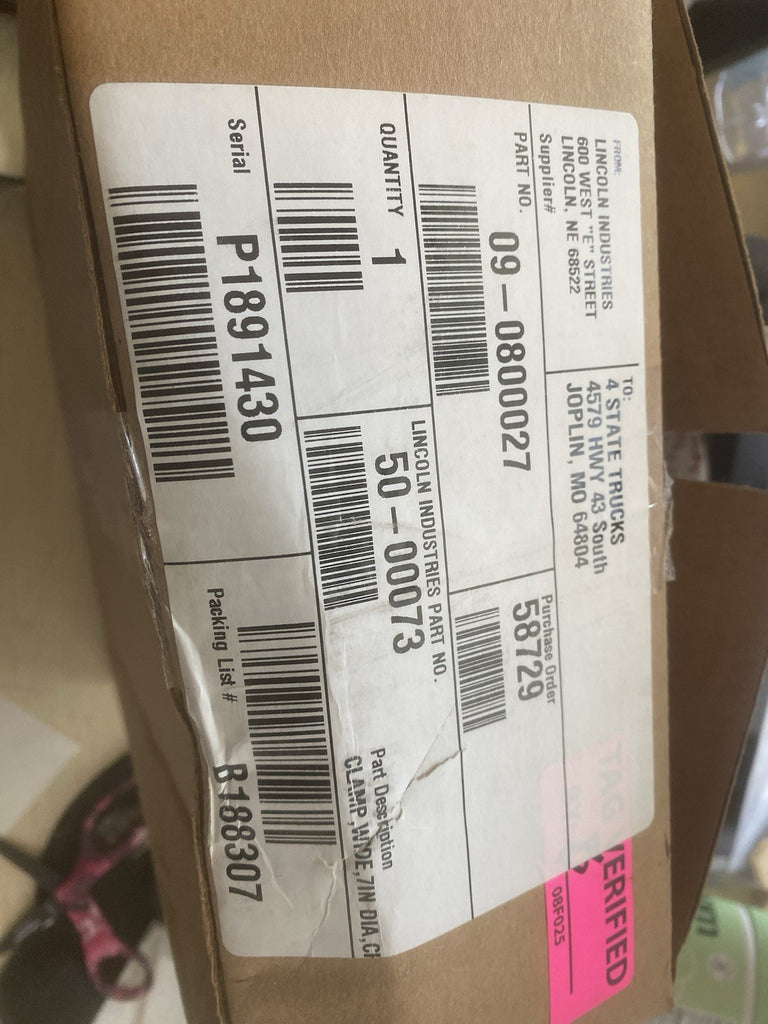 FROM:
LINCOLN INDUSTRIES
600 WEST "E" STREET
LINCOLN, NE 68522
Supplier#
TO:
4 STATE TRUCKS
4579 HWY 43 South
JOPLIN, MO 64804
PART NO.
09-0800027
Purchase Order
58729
QUANTITY
1
LINCOLN INDUSTRIES PART NO.
50-00073
Part Description
CLAMP,WIDE,7IN DIA,CH
Serial
P1891430
Packing List #
B188307
TAG VERIFIED
08F025